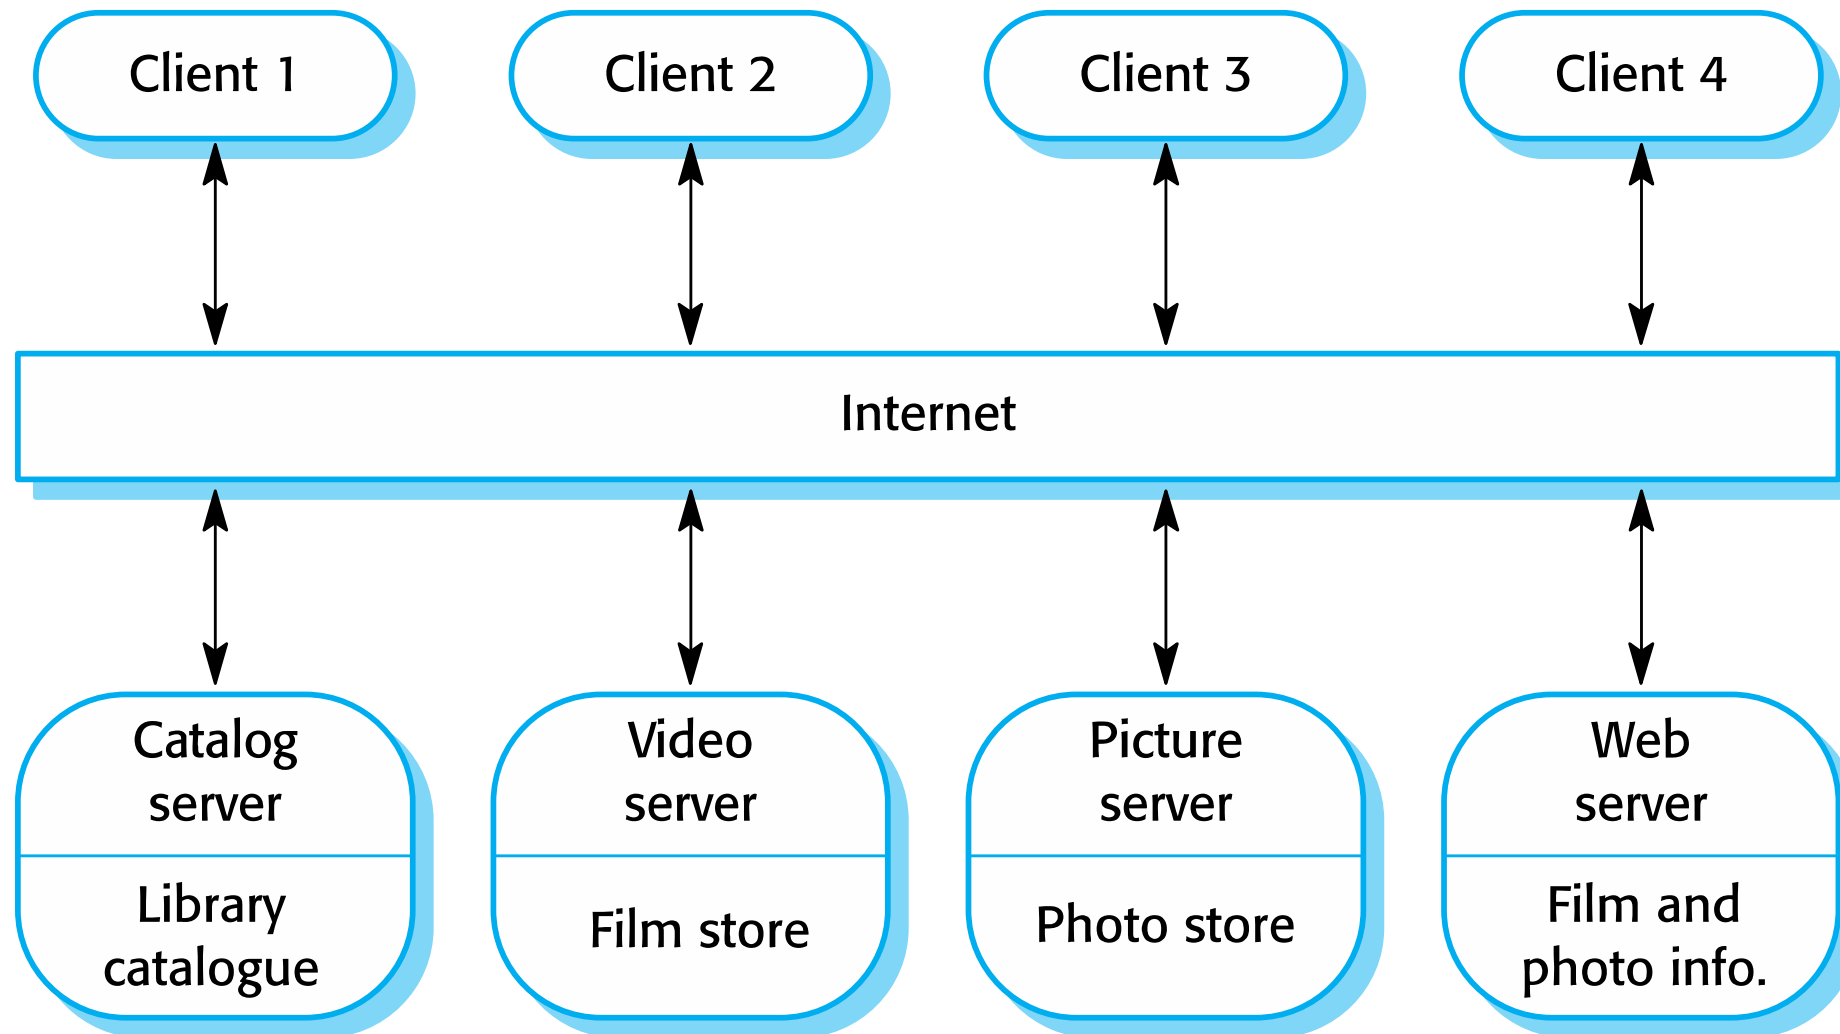 Client 1
Client 2
Client 3
Client 4
Internet
Catalog
server
Library
catalogue
Video
server
Film store
Picture
server
Photo store
Web
server
Film and
photo info.